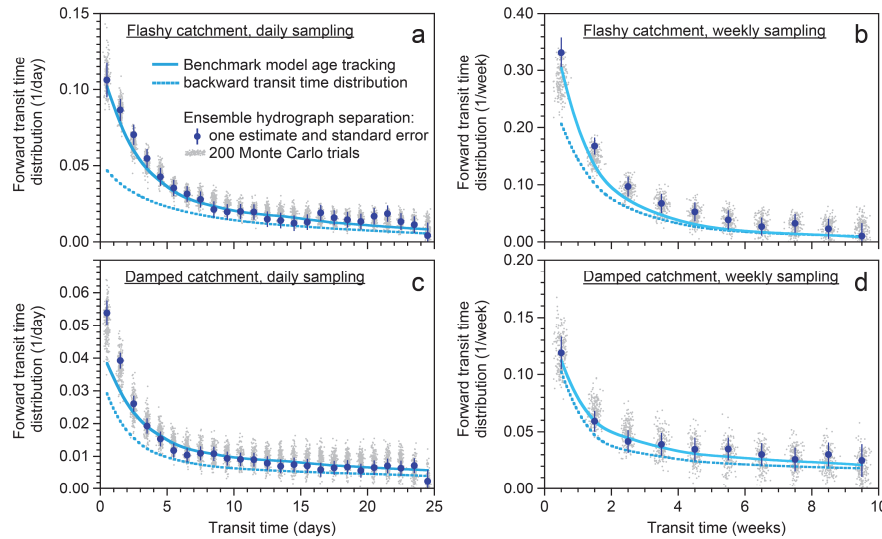 Flashy catchment, daily sampling
a
Benchmark model age tracking
backward transit time distribution
Ensemble hydrograph separation:
one estimate and standard error
200 Monte Carlo trials
0.15
0.10
0.05
0.00
Forward transit time
distribution (1/day)
Flashy catchment, weekly sampling
b
0.40
0.30
0.20
0.10
0.00
Forward transit time
distribution (1/week)
Damped catchment, daily sampling
c
0.06
0.05
0.04
0.03
0.02
0.01
0.00
Forward transit time
distribution (1/day)
0
5
10
15
20
25
Transit time (days)
Damped catchment, weekly sampling
d
0.20
0.15
0.10
0.05
0.00
Forward transit time
distribution (1/week)
0
2
4
6
8
10
Transit time (weeks)